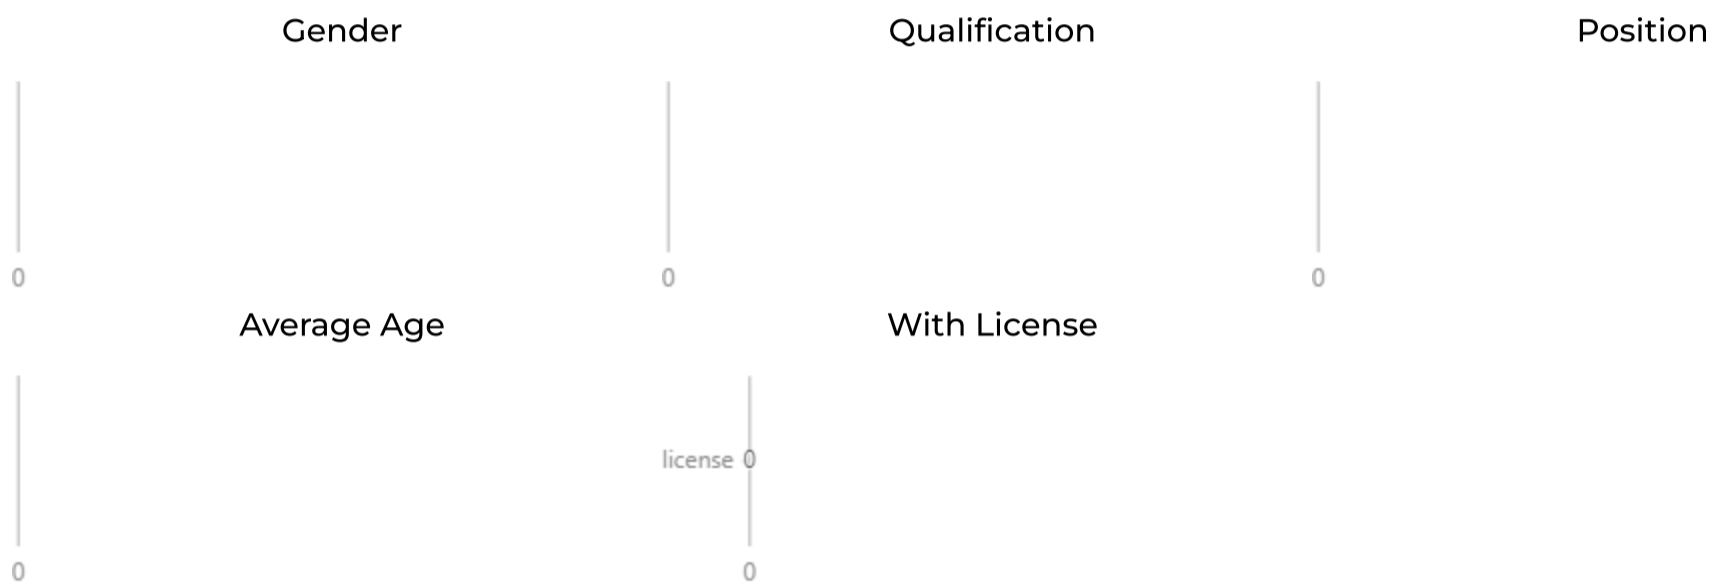 Gender
Qualification
Position
0
0
0
Average Age
With License
license 0
0
0